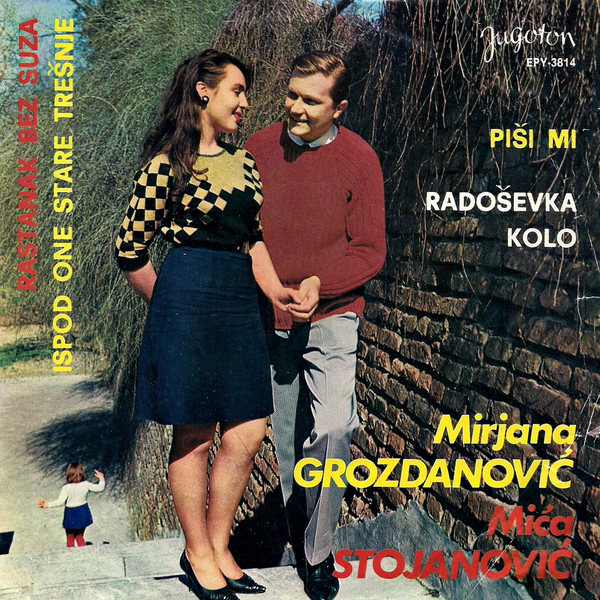 Jugoton
EPY-3814
RASTANAK BEZ SUZA
ISPOD ONE STARE TREŠNJE
PIŠI MI
RADOŠEVKA
KOLO
Mirjana
GROZDANOVIĆ
Mića
STOJANOVIĆ